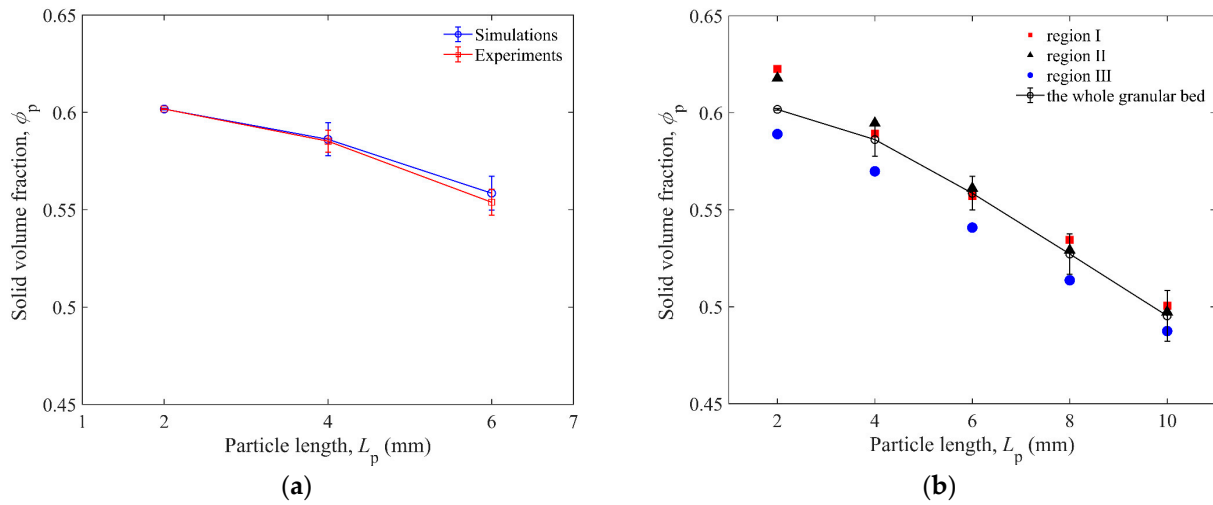 0.65
0.6
0.55
0.5
0.45
Solid volume fraction, ϕp
Simulations
Experiments
1 2 4 6 7
Particle length, Lp (mm)
(a)
0.65
0.6
0.55
0.5
0.45
Solid volume fraction, ϕp
region I
region II
region III
the whole granular bed
2 4 6 8 10
Particle length, Lp (mm)
(b)